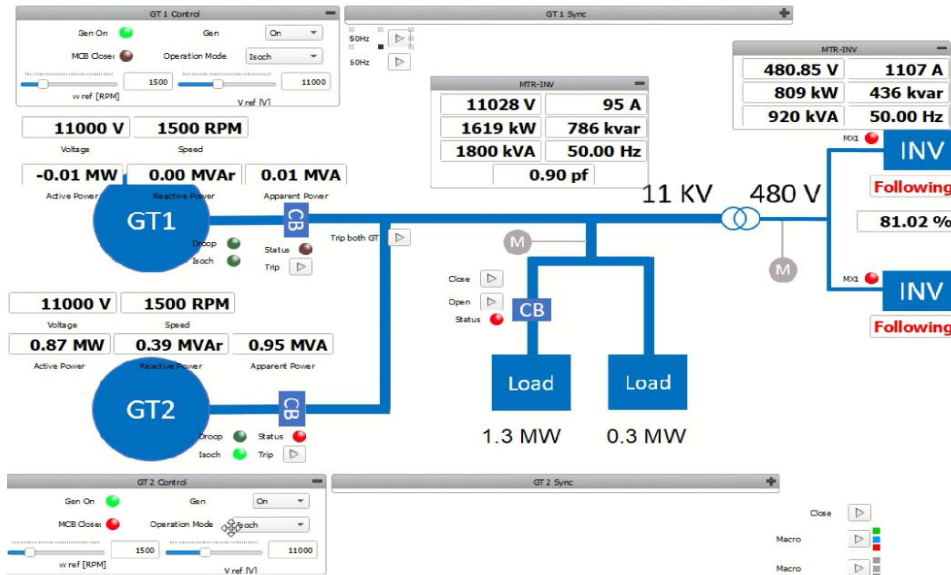 GT 1 Control
GT 1 Sync
Gen On Gen On
MCB Close Operation Mode Isoch
1500 11000
w ref [RPM] V ref [V]
50Hz
50Hz
MTR-INV
11028 V 95 A
1619 kW 786 kvar
1800 kVA 50.00 Hz
0.90 pf
MTR-INV
480.85 V 1107 A
809 kW 436 kvar
920 kVA 50.00 Hz
11000 V 1500 RPM
Voltage Speed
-0.01 MW 0.00 MVAr 0.01 MVA
Active Power Reactive Power Apparent Power
GT1
CB
Droop
Isoch
Status
Trip
Trip both GT
M
11 KV
480 V
M
MX1
INV
Following
81.02 %
MX1
INV
Following
Close
Open
Status
CB
Load
Load
1.3 MW
0.3 MW
11000 V 1500 RPM
Voltage Speed
0.87 MW 0.39 MVAr 0.95 MVA
Active Power Reactive Power Apparent Power
GT2
CB
Droop Status
Isoch Trip
GT 2 Control
GT 2 Sync
Gen On Gen On
MCB Close Operation Mode
1500 11000
w ref [RPM] V ref [V]
Close
Macro
Macro